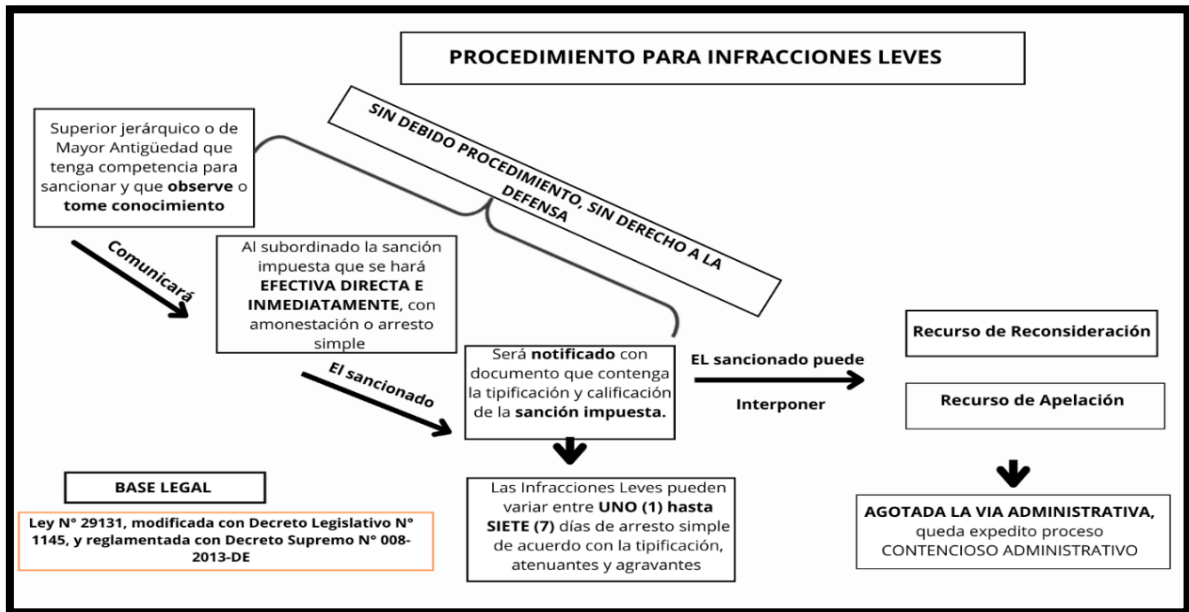 PROCEDIMIENTO PARA INFRACCIONES LEVES
Superior jerárquico o de
Mayor Antigüedad que
tenga competencia para
sancionar y que observe o
tome conocimiento
SIN DEBIDO PROCEDIMIENTO, SIN DERECHO A LA
DEFENSA
Comunicará
Al subordinado la sanción
impuesta que se hará
EFECTIVA DIRECTA E
INMEDIATAMENTE, con
amonestación o arresto
simple
El sancionado
Será notificado con
documento que contenga
la tipificación y calificación
de la sanción impuesta.
EL sancionado puede
Interponer
Recurso de Reconsideración
Recurso de Apelación
Las Infracciones Leves pueden
variar entre UNO (1) hasta
SIETE (7) días de arresto simple
de acuerdo con la tipificación,
atenuantes y agravantes
AGOTADA LA VIA ADMINISTRATIVA,
queda expedito proceso
CONTENCIOSO ADMINISTRATIVO
BASE LEGAL
Ley N° 29131, modificada con Decreto Legislativo N°
1145, y reglamentada con Decreto Supremo N° 008-
2013-DE